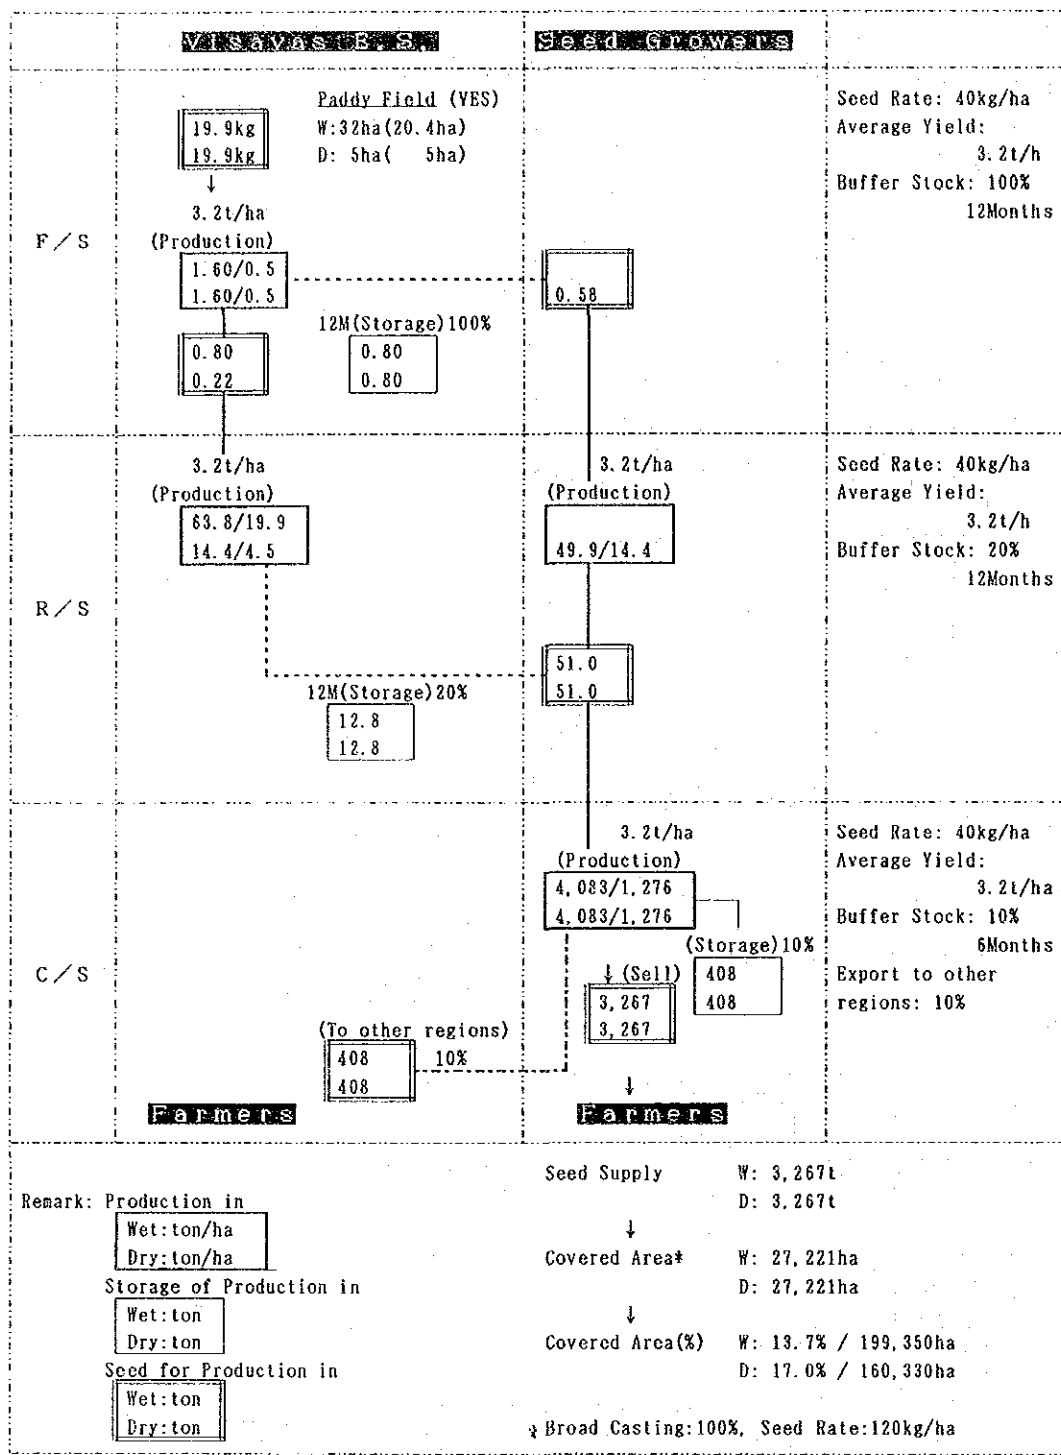 Visayas E.S.
Seed Growers
Paddy Field (VES)
W:32ha(20.4ha)
D: 5ha( 5ha)
19.9kg
19.9kg
↓
3.2t/ha
(Production)
1.60/0.5
1.60/0.5
F/S
0.58
12M(Storage)100%
0.80
0.22
0.80
0.80
Seed Rate: 40kg/ha
Average Yield:
3.2t/h
Buffer Stock: 100%
12Months
3.2t/ha
(Production)
63.8/19.9
14.4/4.5
R/S
3.2t/ha
(Production)
49.9/14.4
51.0
51.0
12M(Storage)20%
12.8
12.8
Seed Rate: 40kg/ha
Average Yield:
3.2t/h
Buffer Stock: 20%
12Months
C/S
3.2t/ha
(Production)
4,083/1,276
4,083/1,276
(Storage)10%
408
408
↓(Sell)
3,267
3,267
(To other regions)
10%
408
408
↓
Farmers
Farmers
Seed Rate: 40kg/ha
Average Yield:
3.2t/ha
Buffer Stock: 10%
6Months
Export to other
regions: 10%
Remark: Production in
Wet:ton/ha
Dry:ton/ha
Storage of Production in
Wet:ton
Dry:ton
Seed for Production in
Wet:ton
Dry:ton
Seed Supply W: 3,267t
D: 3,267t
↓
Covered Area* W: 27,221ha
D: 27,221ha
↓
Covered Area(%) W: 13.7% / 199,350ha
D: 17.0% / 160,330ha
* Broad Casting:100%, Seed Rate:120kg/ha